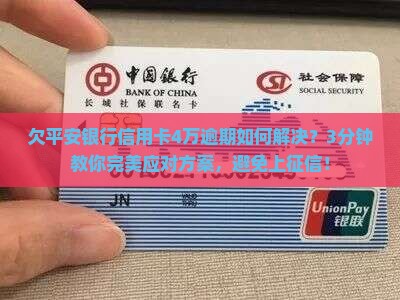 中国银行
BANK OF CHINA
长城 社保联名卡
社会保障
SOCIAL SECURITY
欠平安银行信用卡4万逾期如何解决？3分钟
教你完美应对方案，避免上征信！
JN
UnionPay
银联